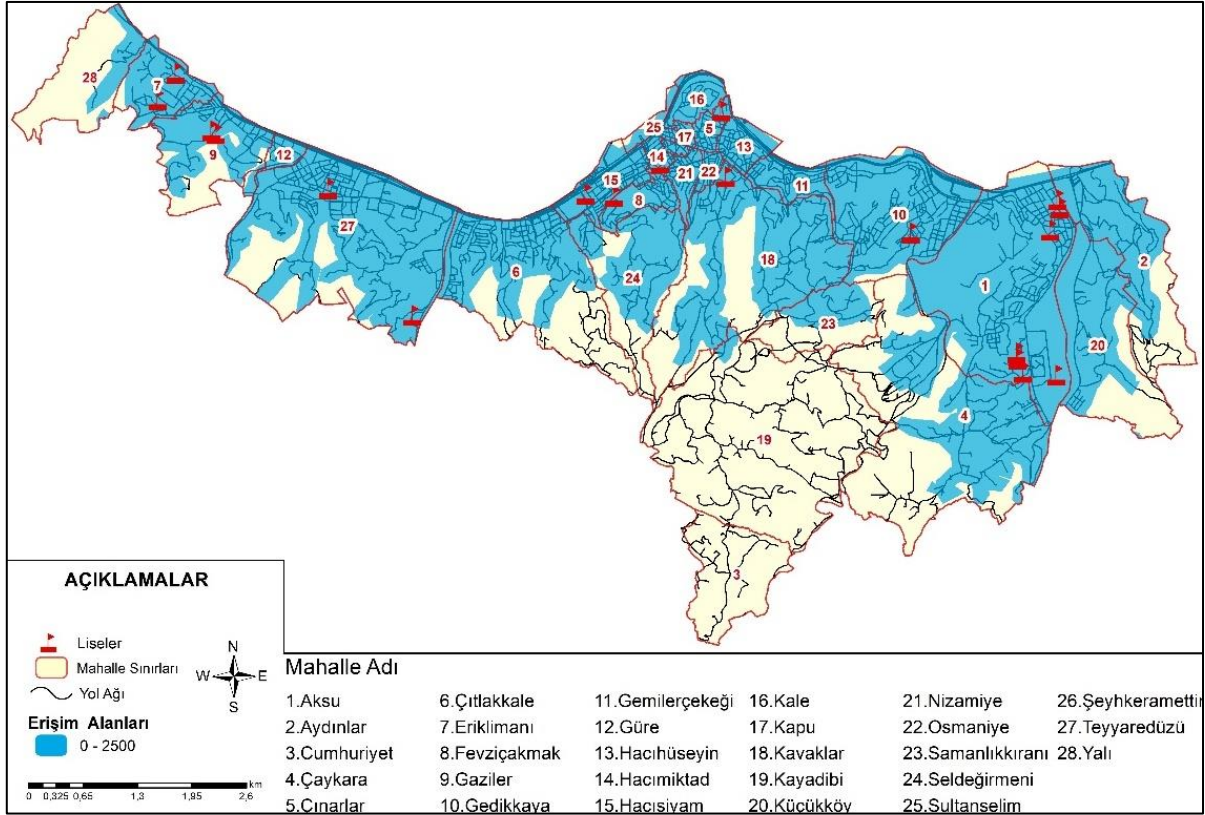 28
7
9
12
27
6
16
25
5
17
13
14
21
22
15
8
11
24
18
10
23
1
2
20
4
19
3
AÇIKLAMALAR
Liseler
Mahalle Sınırları
Yol Ağı
N
W E
S
Erişim Alanları
0 - 2500
km
0 0,325 0,65 1,3 1,95 2,6
Mahalle Adı
1.Aksu 6.Çıtlakkale 11.Gemilerçekeği 16.Kale 21.Nizamiye 26.Şeyhkeramettin
2.Aydınlar 7.Eriklimanı 12.Güre 17.Kapu 22.Osmaniye 27.Teyyaredüzü
3.Cumhuriyet 8.Fevziçakmak 13.Hacıhüseyin 18.Kavaklar 23.Samanlıkkıranı 28.Yalı
4.Çaykara 9.Gaziler 14.Hacımiktad 19.Kayadibi 24.Seldeğirmeni
5.Çınarlar 10.Gedikkaya 15.Hacısiyam 20.Küçükköy 25.Sultanselim